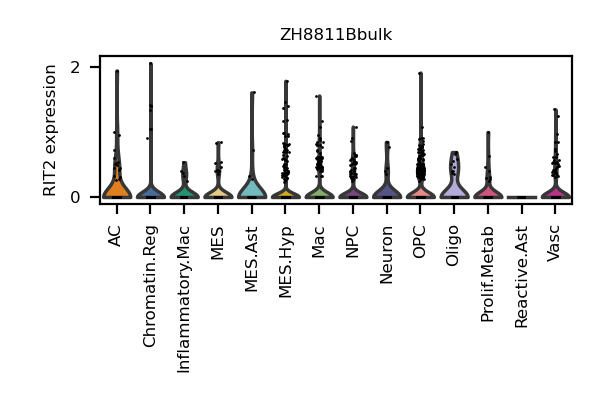 ZH8811Bbulk
RIT2 expression
2
0
AC
Chromatin.Reg
Inflammatory.Mac
MES
MES.Ast
MES.Hyp
Mac
NPC
Neuron
OPC
Oligo
Prolif.Metab
Reactive.Ast
Vasc